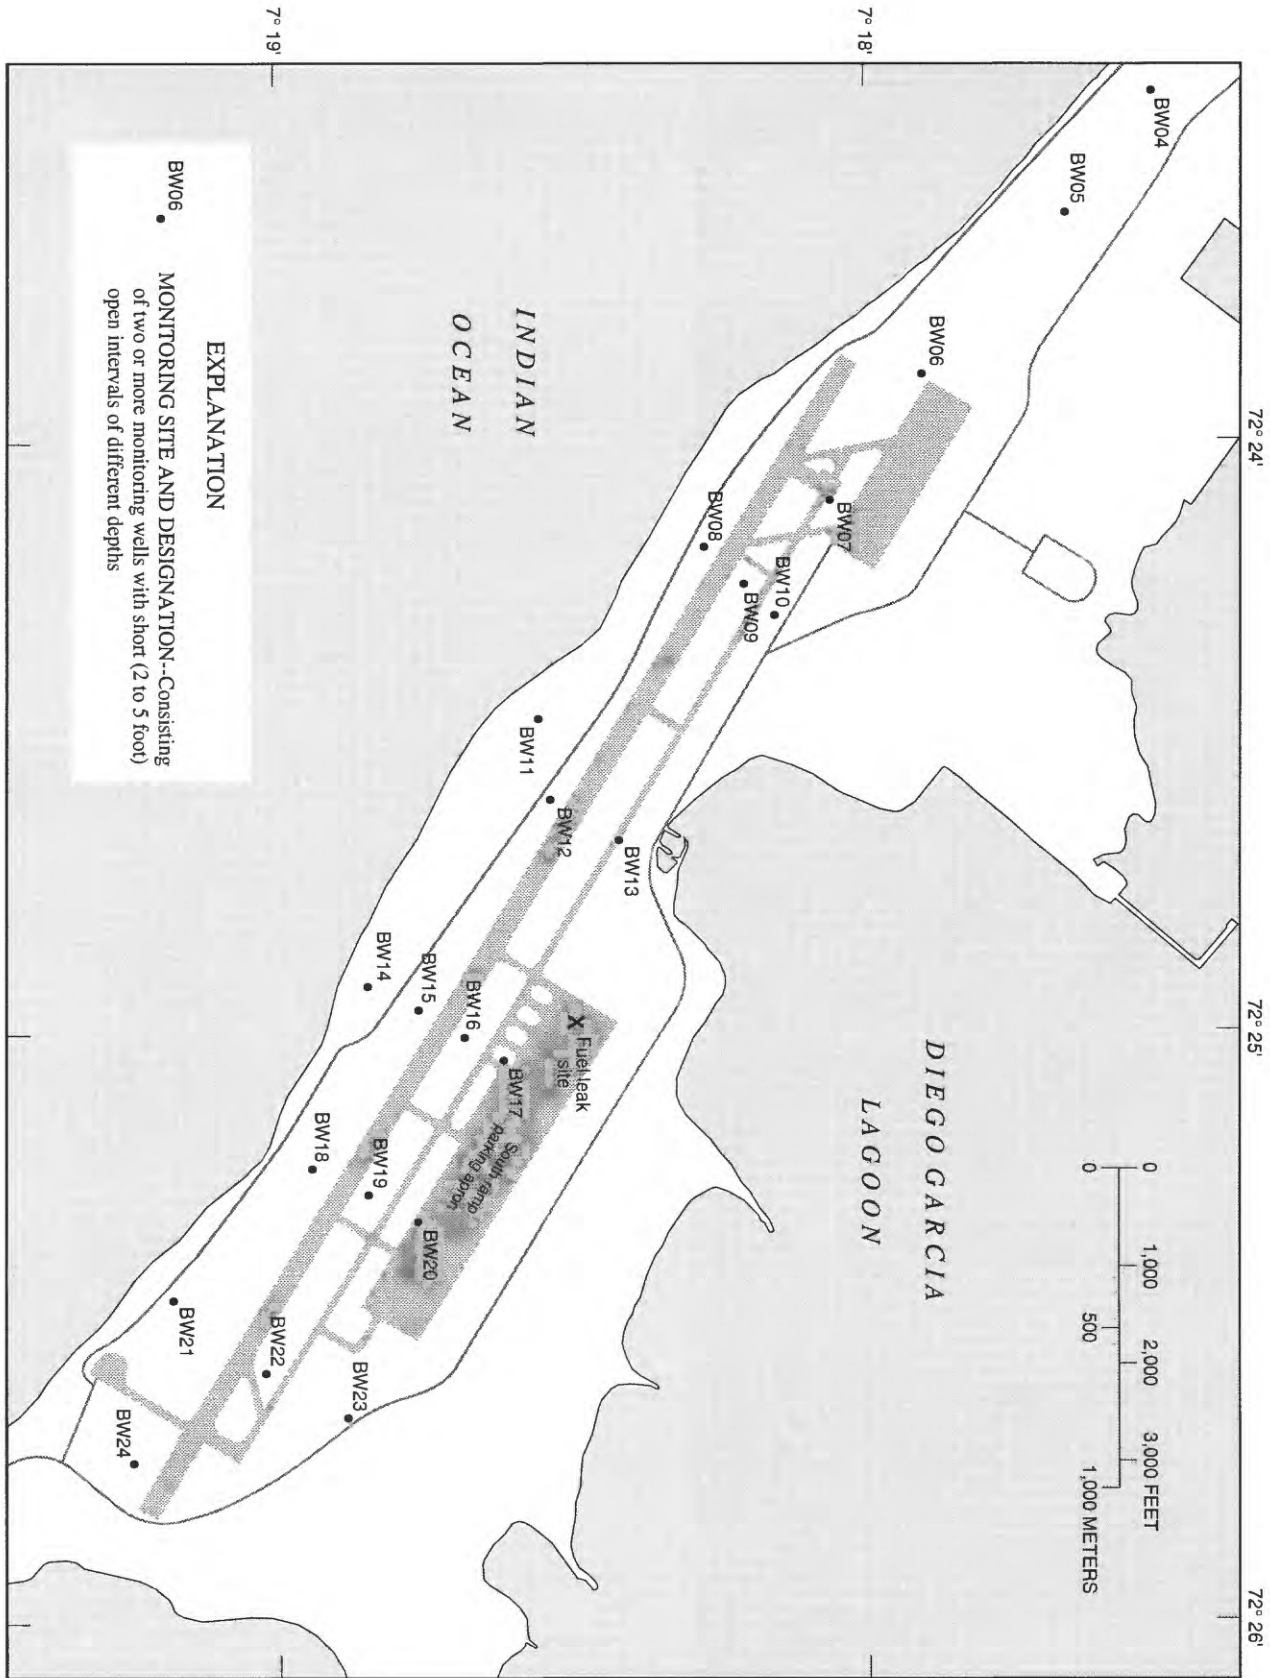 72° 24'
72° 25'
72° 26'
7° 18'
7° 19'
BW04
BW05
BW06
BW07
BW08
BW09
BW10
BW11
BW12
BW13
BW14
BW15
BW16
BW17
BW18
BW19
BW20
BW21
BW22
BW23
BW24
X Fuel leak
site
South ramp
parking apron
DIEGO GARCIA
LAGOON
INDIAN
OCEAN
0 1,000 2,000 3,000 FEET
0 500 1,000 METERS
EXPLANATION
BW06
MONITORING SITE AND DESIGNATION--Consisting
of two or more monitoring wells with short (2 to 5 foot)
open intervals of different depths